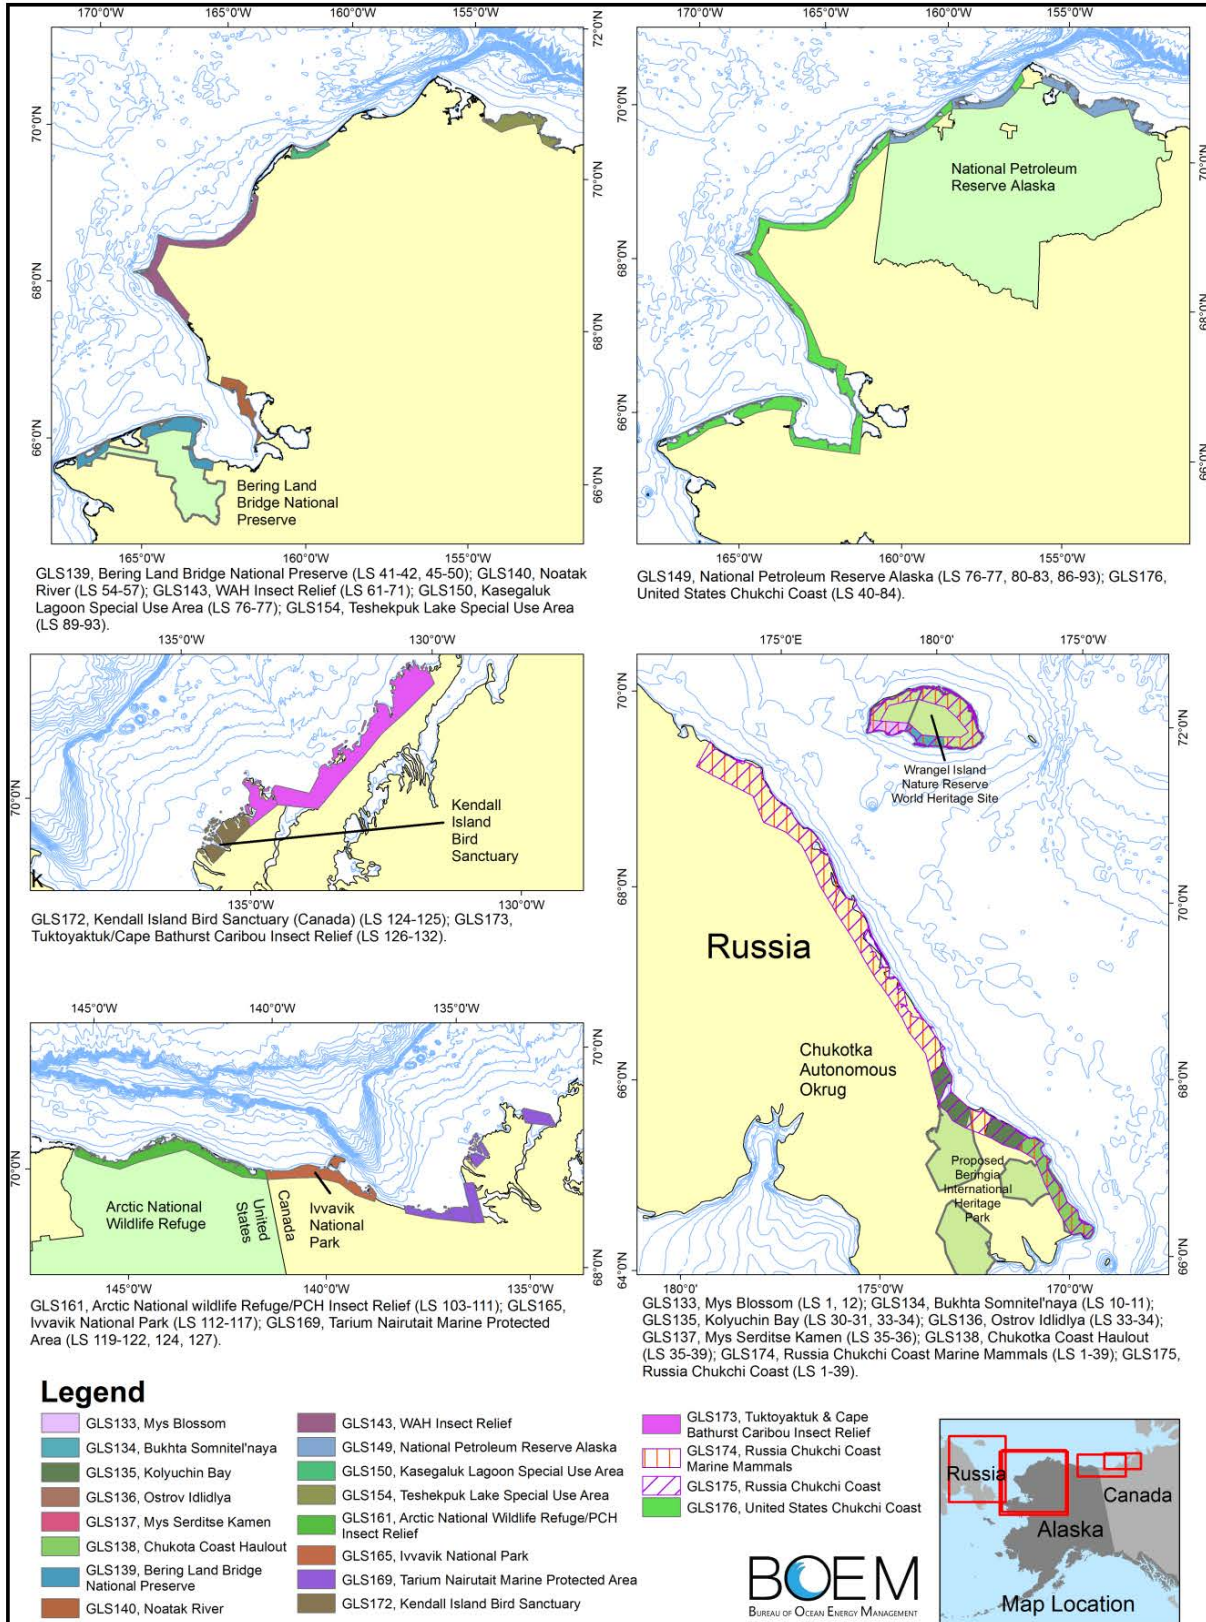 170°0'W 165°0'W 160°0'W 155°0'W
72°0'N
70°0'N
70°0'N
68°0'N
68°0'N
66°0'N
66°0'N
Bering Land
Bridge National
Preserve
165°0'W 160°0'W 155°0'W
GLS139, Bering Land Bridge National Preserve (LS 41-42, 45-50); GLS140, Noatak
River (LS 54-57); GLS143, WAH Insect Relief (LS 61-71); GLS150, Kasegaluk
Lagoon Special Use Area (LS 76-77); GLS154, Teshekpuk Lake Special Use Area
(LS 89-93).
170°0'W 165°0'W 160°0'W 155°0'W
72°0'N
70°0'N
70°0'N
National Petroleum
Reserve Alaska
68°0'N
68°0'N
66°0'N
66°0'N
165°0'W 160°0'W 155°0'W
GLS149, National Petroleum Reserve Alaska (LS 76-77, 80-83, 86-93); GLS176,
United States Chukchi Coast (LS 40-84).
135°0'W 130°0'W
70°0'N
Kendall
Island
Bird
Sanctuary
k
135°0'W 130°0'W
GLS172, Kendall Island Bird Sanctuary (Canada) (LS 124-125); GLS173,
Tuktoyaktuk/Cape Bathurst Caribou Insect Relief (LS 126-132).
145°0'W 140°0'W 135°0'W
70°0'N
70°0'N
Arctic National
Wildlife Refuge
United
States
Canada
Ivvavik
National
Park
68°0'N
145°0'W 140°0'W 135°0'W
GLS161, Arctic National wildlife Refuge/PCH Insect Relief (LS 103-111); GLS165,
Ivvavik National Park (LS 112-117); GLS169, Tarium Nairutait Marine Protected
Area (LS 119-122, 124, 127).
175°0'E 180°0' 175°0'W
70°0'N
72°0'N
Wrangel Island
Nature Reserve
World Heritage Site
68°0'N
70°0'N
Russia
Chukotka
Autonomous
Okrug
66°0'N
68°0'N
Proposed
Beringia
International
Heritage
Park
64°0'N
66°0'N
180°0' 175°0'W 170°0'W
GLS133, Mys Blossom (LS 1, 12); GLS134, Bukhta Somnitel'naya (LS 10-11);
GLS135, Kolyuchin Bay (LS 30-31, 33-34); GLS136, Ostrov Idlidlya (LS 33-34);
GLS137, Mys Serditse Kamen (LS 35-36); GLS138, Chukotka Coast Haulout
(LS 35-39); GLS174, Russia Chukchi Coast Marine Mammals (LS 1-39); GLS175,
Russia Chukchi Coast (LS 1-39).
Legend
GLS133, Mys Blossom
GLS134, Bukhta Somnitel'naya
GLS135, Kolyuchin Bay
GLS136, Ostrov Idlidlya
GLS137, Mys Serditse Kamen
GLS138, Chukota Coast Haulout
GLS139, Bering Land Bridge
National Preserve
GLS140, Noatak River
GLS143, WAH Insect Relief
GLS149, National Petroleum Reserve Alaska
GLS150, Kasegaluk Lagoon Special Use Area
GLS154, Teshekpuk Lake Special Use Area
GLS161, Arctic National Wildlife Refuge/PCH
Insect Relief
GLS165, Ivvavik National Park
GLS169, Tarium Nairutait Marine Protected Area
GLS172, Kendall Island Bird Sanctuary
GLS173, Tuktoyaktuk & Cape
Bathurst Caribou Insect Relief
GLS174, Russia Chukchi Coast
Marine Mammals
GLS175, Russia Chukchi Coast
GLS176, United States Chukchi Coast
BOEM
BUREAU OF OCEAN ENERGY MANAGEMENT
Russia
Canada
Alaska
Map Location